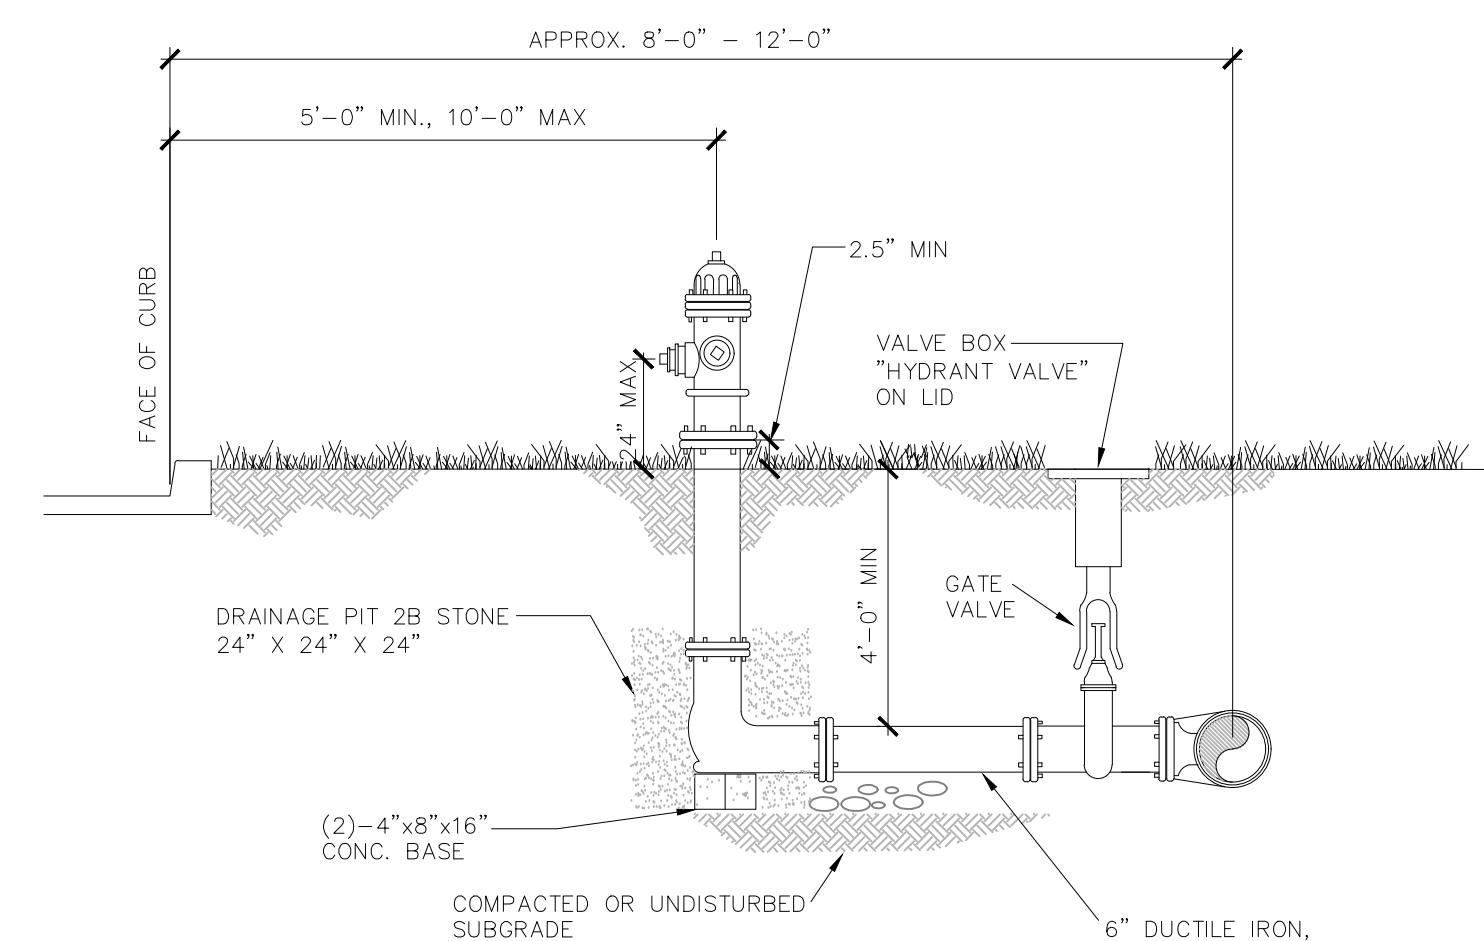 APPROX. 8'-0" - 12'-0"
5'-0" MIN., 10'-0" MAX
FACE OF CURB
2.5" MIN
24" MAX
VALVE BOX
"HYDRANT VALVE"
ON LID
4'-0" MIN
GATE
VALVE
DRAINAGE PIT 2B STONE
24" X 24" X 24"
(2)-4"x8"x16"
CONC. BASE
COMPACTED OR UNDISTURBED
SUBGRADE
6" DUCTILE IRON,